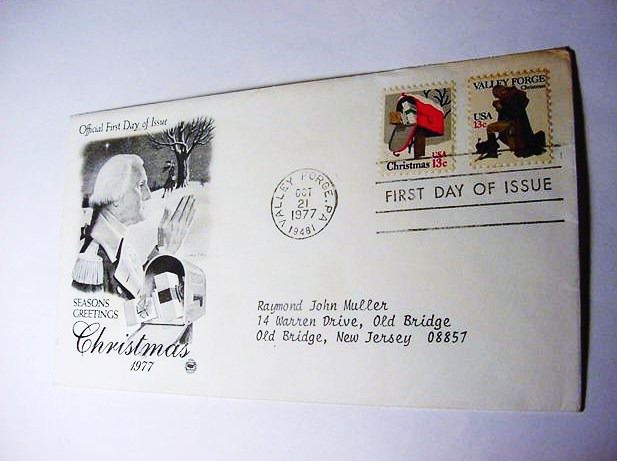 Official First Day of Issue
SEASONS
GREETINGS
Christmas
1977
VALLEY FORGE, PA
OCT
21
1977
19481
Christmas
USA
13c
VALLEY FORGE
Christmas
USA
13c
FIRST DAY OF ISSUE
Raymond John Muller
14 Warren Drive, Old Bridge
Old Bridge, New Jersey 08857